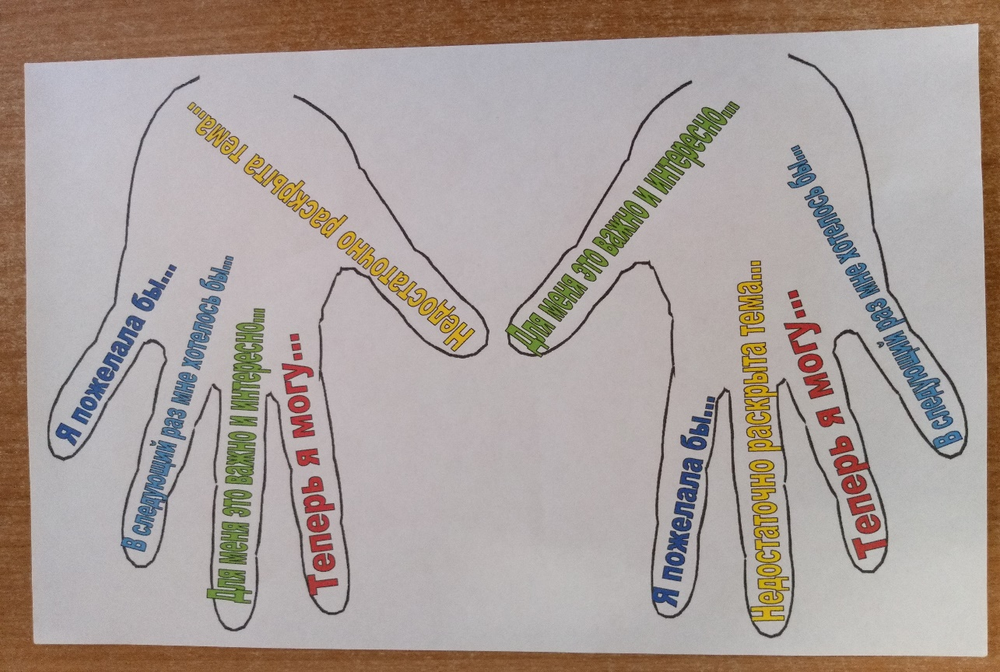 Я пожелала бы...
В следующий раз мне хотелось бы...
Для меня это важно и интересно...
Теперь я могу...
Недостаточно раскрыта тема...
Для меня это важно и интересно...
Я пожелала бы...
Недостаточно раскрыта тема...
Теперь я могу...
В следующий раз мне хотелось бы...